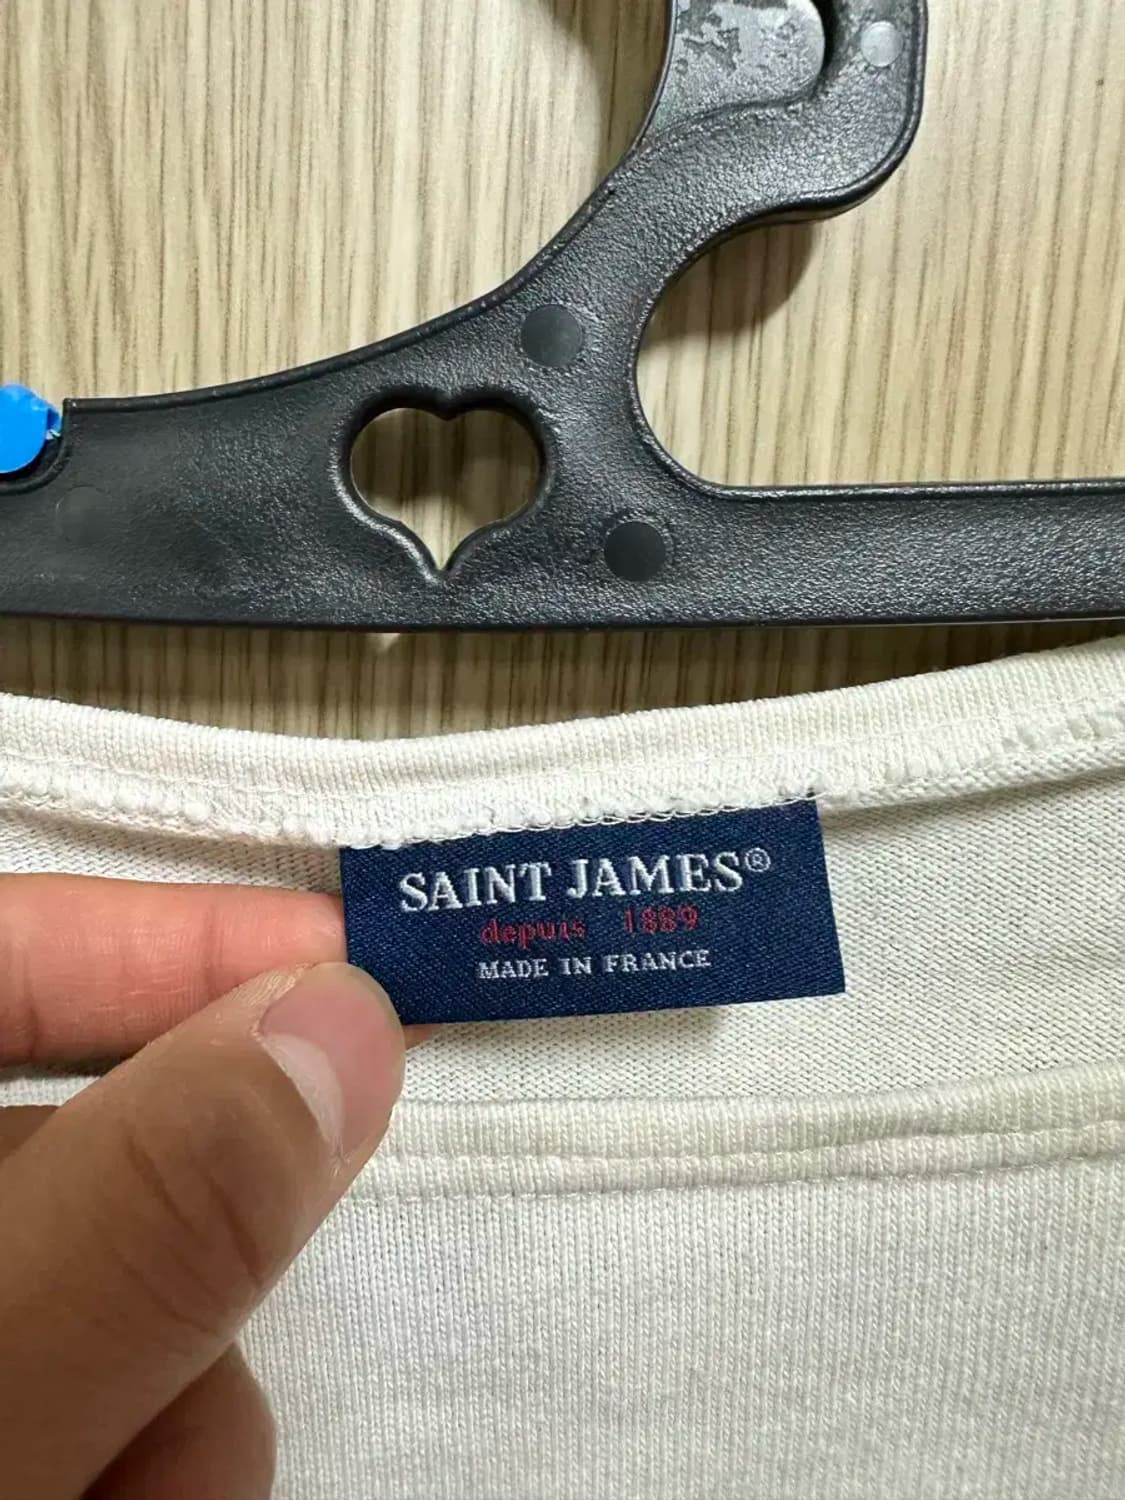 SAINT JAMES®
depuis 1889
MADE IN FRANCE